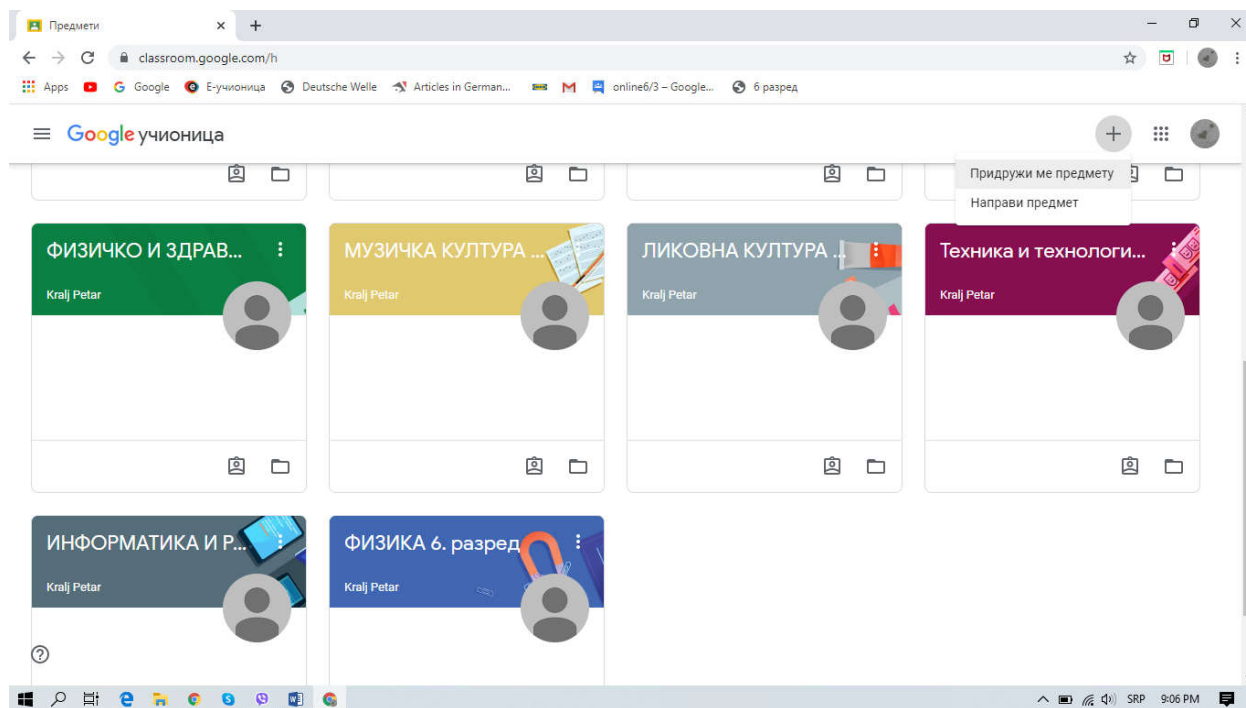 Предмети
classroom.google.com/h
Apps Google Е-учионица Deutsche Welle Articles in German... online6/3 – Google... 6 разред
Google учионица
Придружи ме предмету
Направи предмет
ФИЗИЧКО И ЗДРАВ...
Kralj Petar
МУЗИЧКА КУЛТУРА ...
Kralj Petar
ЛИКОВНА КУЛТУРА ...
Kralj Petar
Техника и технологи...
Kralj Petar
ИНФОРМАТИКА И Р...
Kralj Petar
ФИЗИКА 6. разред
Kralj Petar
SRP 9:06 PM